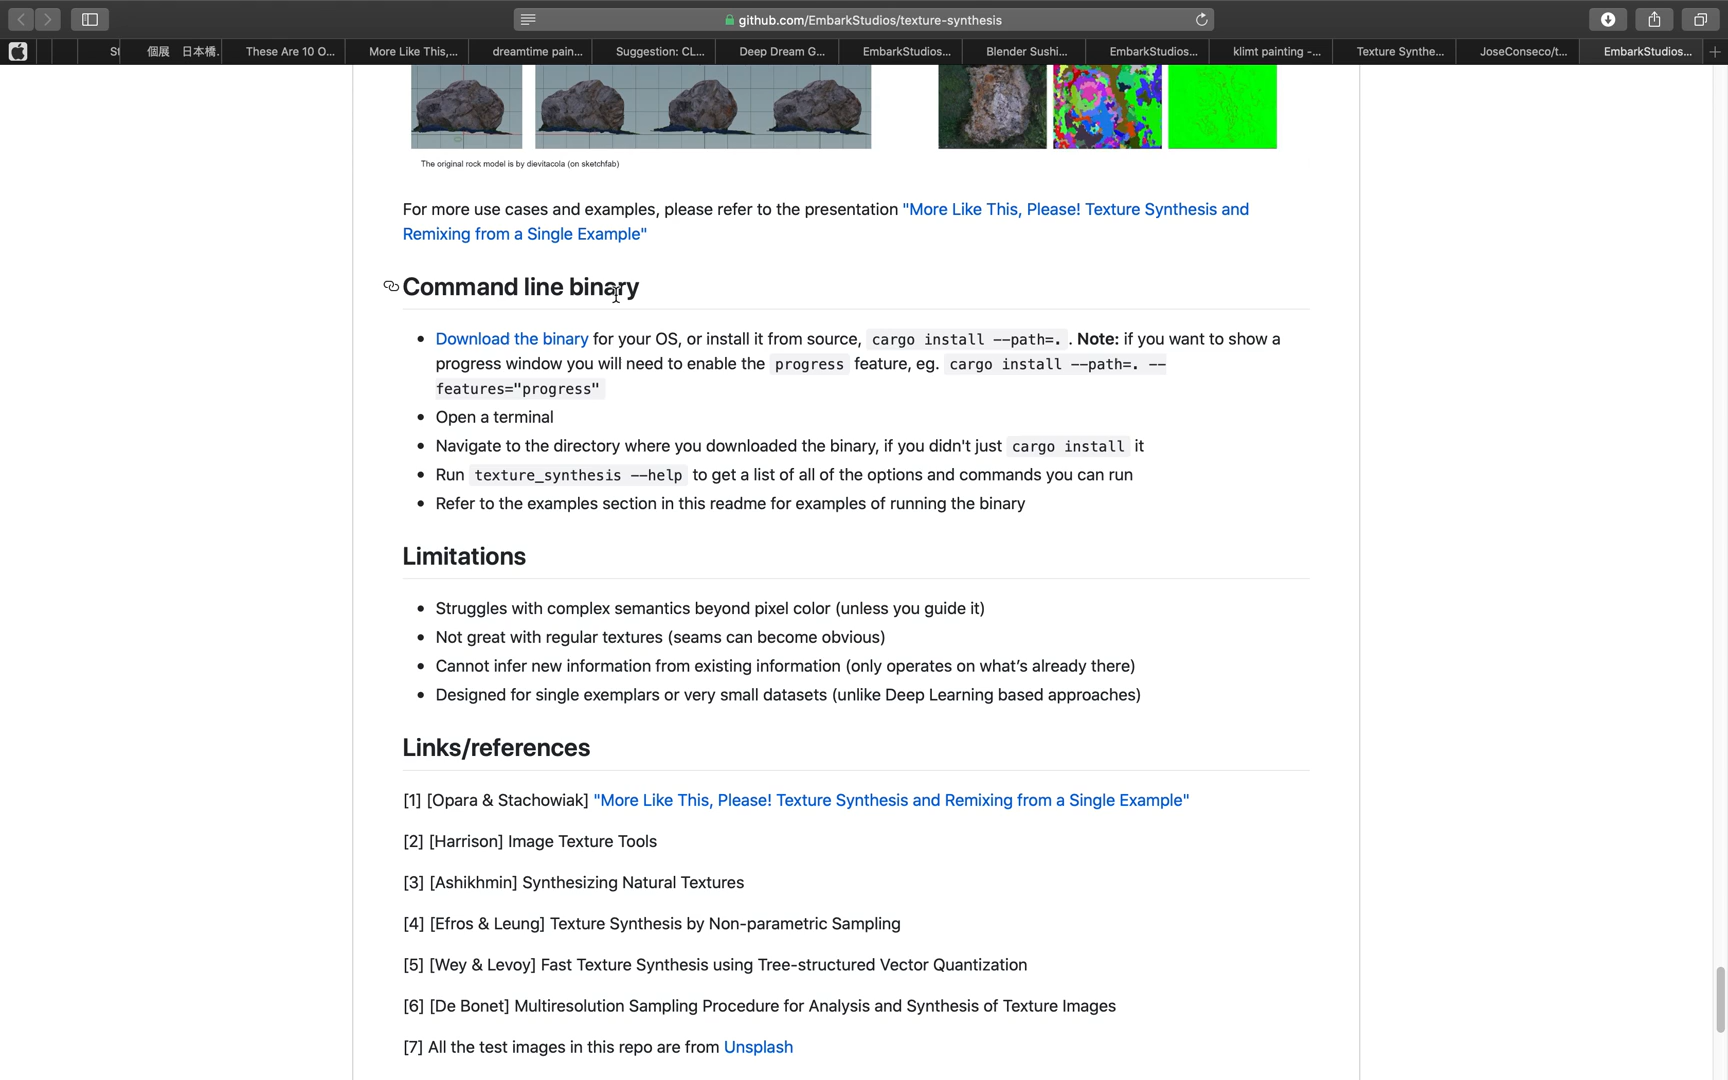 github.com/EmbarkStudios/texture-synthesis
St 個展 日本橋. These Are 10 O... More Like This,... dreamtime pain... Suggestion: CL... Deep Dream G... EmbarkStudios... Blender Sushi... EmbarkStudios... klimt painting -... Texture Synthe... JoseConseco/t... EmbarkStudios...
The original rock model is by dievitacola (on sketchfab)
For more use cases and examples, please refer to the presentation "More Like This, Please! Texture Synthesis and
Remixing from a Single Example"
Command line binary
Download the binary for your OS, or install it from source, cargo install --path=. . Note: if you want to show a
progress window you will need to enable the progress feature, eg. cargo install --path=. --
features="progress"
Open a terminal
Navigate to the directory where you downloaded the binary, if you didn't just cargo install it
Run texture_synthesis --help to get a list of all of the options and commands you can run
Refer to the examples section in this readme for examples of running the binary
Limitations
Struggles with complex semantics beyond pixel color (unless you guide it)
Not great with regular textures (seams can become obvious)
Cannot infer new information from existing information (only operates on what's already there)
Designed for single exemplars or very small datasets (unlike Deep Learning based approaches)
Links/references
[1] [Opara & Stachowiak] "More Like This, Please! Texture Synthesis and Remixing from a Single Example"
[2] [Harrison] Image Texture Tools
[3] [Ashikhmin] Synthesizing Natural Textures
[4] [Efros & Leung] Texture Synthesis by Non-parametric Sampling
[5] [Wey & Levoy] Fast Texture Synthesis using Tree-structured Vector Quantization
[6] [De Bonet] Multiresolution Sampling Procedure for Analysis and Synthesis of Texture Images
[7] All the test images in this repo are from Unsplash